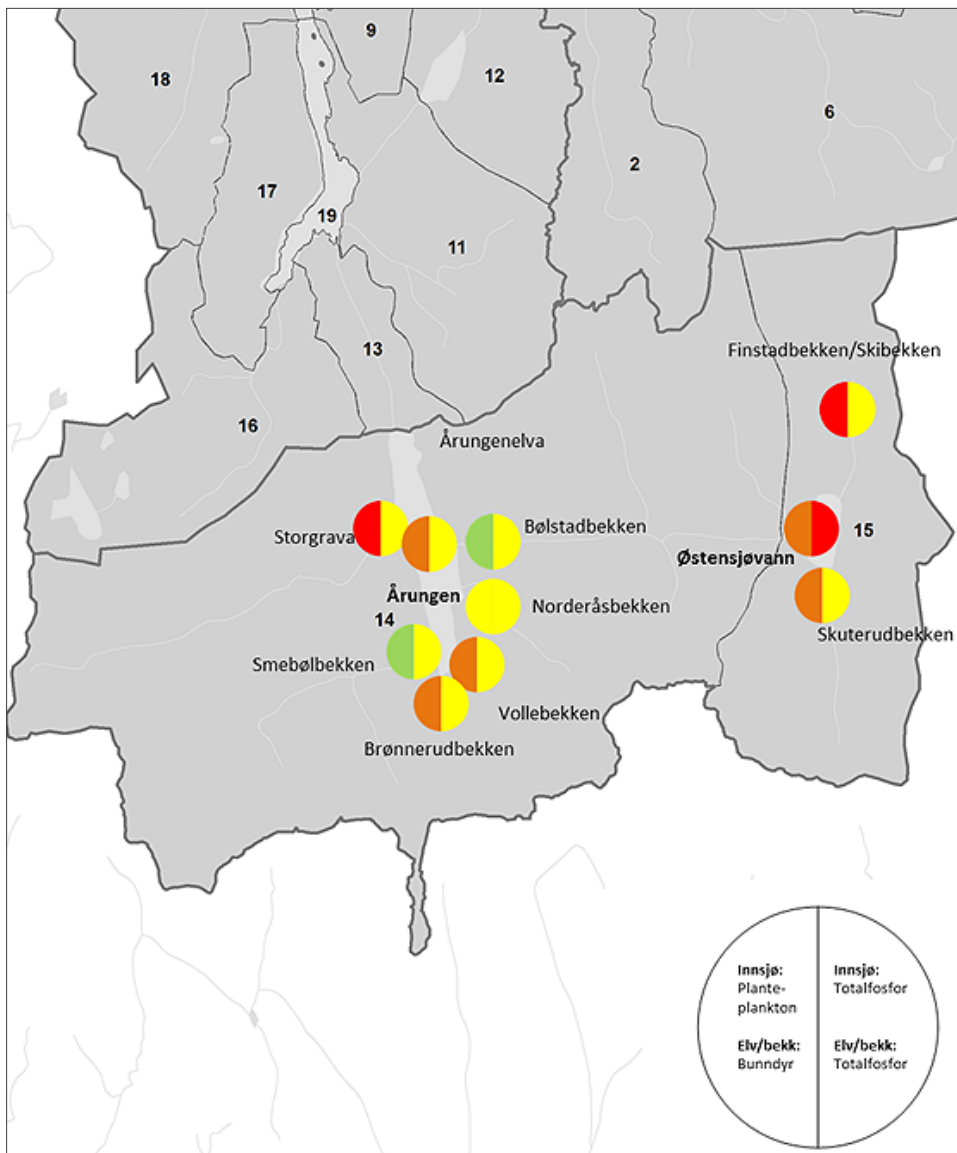 9
18
12
6
2
17
19
11
13
Finstadbekken/Skibekken
16
Årungenelva
Storgrava
Bølstadbekken
15
Østensjøvann
Årungen
Norderåsbekken
14
Skuterudbekken
Smebølbekken
Vollebekken
Brønnerudbekken
Innsjø:
Plante-
plankton
Elv/bekk:
Bunndyr
Innsjø:
Totalfosfor
Elv/bekk:
Totalfosfor